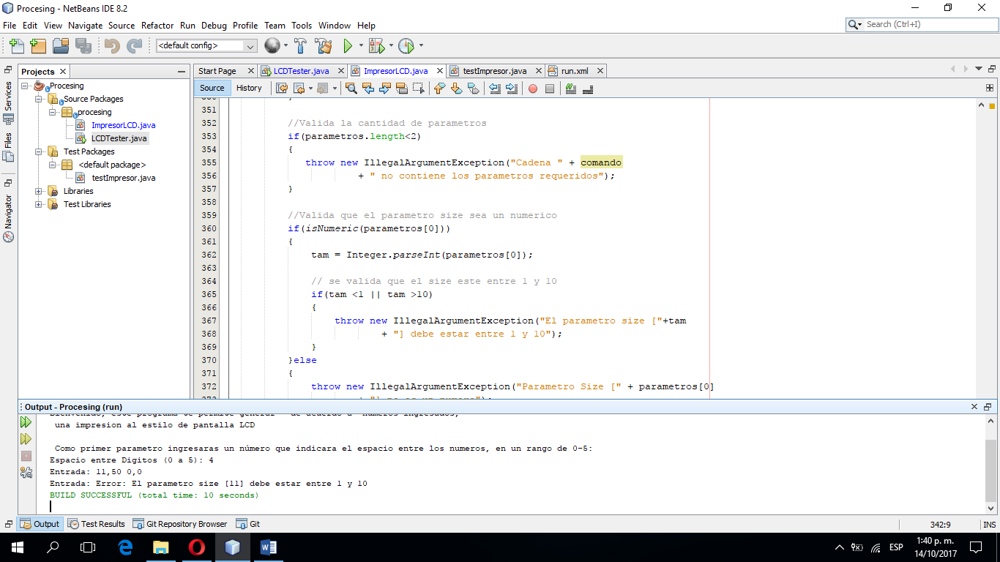 Procesing - NetBeans IDE 8.2
File Edit View Navigate Source Refactor Run Debug Profile Team Tools Window Help
Search (Ctrl+I)
<default config>
Projects
Services
Files
Navigator
Procesing
Source Packages
procesing
ImpresorLCD.java
LCDTester.java
Test Packages
<default package>
testImpresor.java
Libraries
Test Libraries
Start Page LCDTester.java ImpresorLCD.java testImpresor.java run.xml
Source History
351
352 //Valida la cantidad de parametros
353 if(parametros.length<2)
354 {
355 throw new IllegalArgumentException("Cadena " + comando
356 + " no contiene los parametros requeridos");
357 }
358
359 //Valida que el parametro size sea un numerico
360 if(isNumeric(parametros[0]))
361 {
362 tam = Integer.parseInt(parametros[0]);
363
364 // se valida que el size este entre 1 y 10
365 if(tam <1 || tam >10)
366 {
367 throw new IllegalArgumentException("El parametro size ["+tam
368 + "] debe estar entre 1 y 10");
369 }
370 }else
371 {
372 throw new IllegalArgumentException("Parametro Size [" + parametros[0]
Output - Procesing (run)
una impresion al estilo de pantalla LCD
Como primer parametro ingresaras un número que indicara el espacio entre los numeros, en un rango de 0-5:
Espacio entre Digitos (0 a 5): 4
Entrada: 11,50 0,0
Entrada: Error: El parametro size [11] debe estar entre 1 y 10
BUILD SUCCESSFUL (total time: 10 seconds)
Output Test Results Git Repository Browser Git
342:9 INS
ESP
1:40 p. m.
14/10/2017